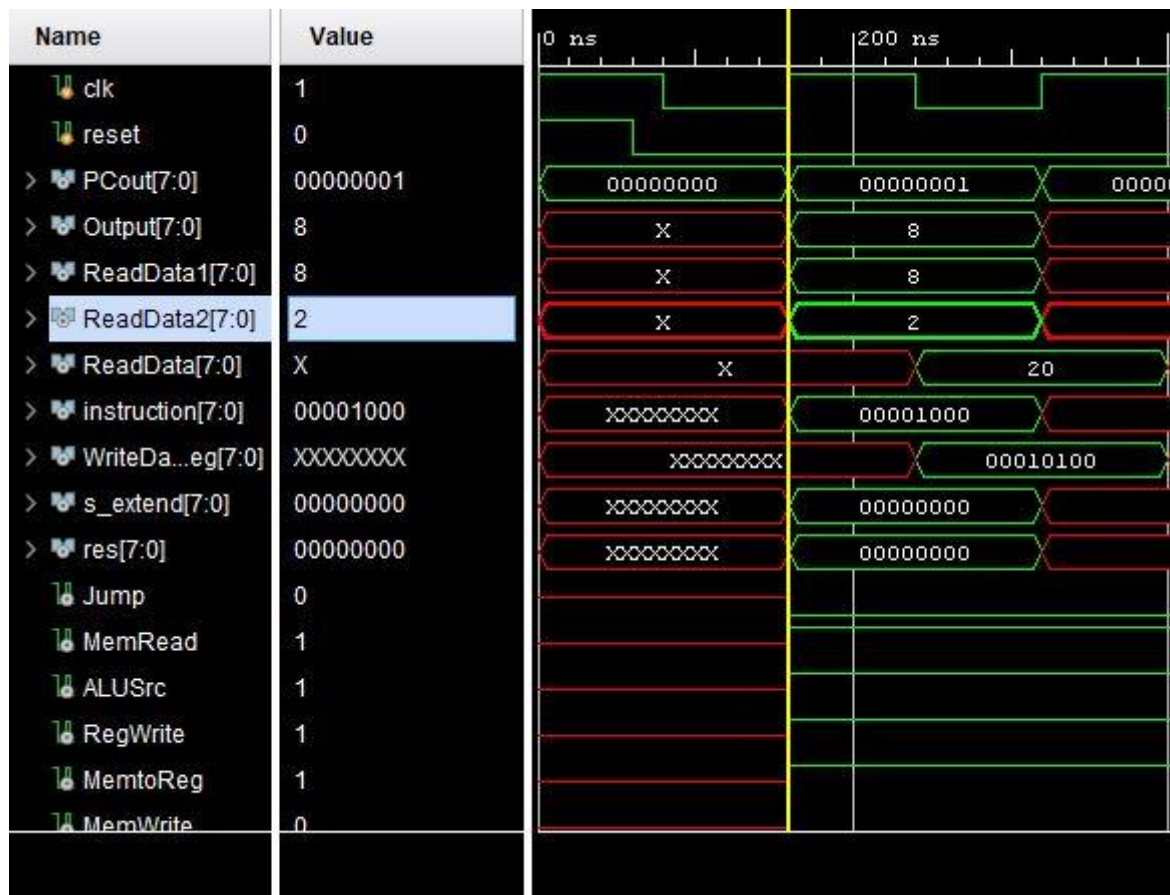 Name Value 0 ns 200 ns
clk 1
reset 0
PCout[7:0] 00000001 00000000 00000001 0000
Output[7:0] 8 X 8
ReadData1[7:0] 8 X 8
ReadData2[7:0] 2 X 2
ReadData[7:0] X X 20
instruction[7:0] 00001000 XXXXXXXX 00001000
WriteDa...eg[7:0] XXXXXXXX XXXXXXXX 00010100
s_extend[7:0] 00000000 XXXXXXXX 00000000
res[7:0] 00000000 XXXXXXXX 00000000
Jump 0
MemRead 1
ALUSrc 1
RegWrite 1
MemtoReg 1
MemWrite 0